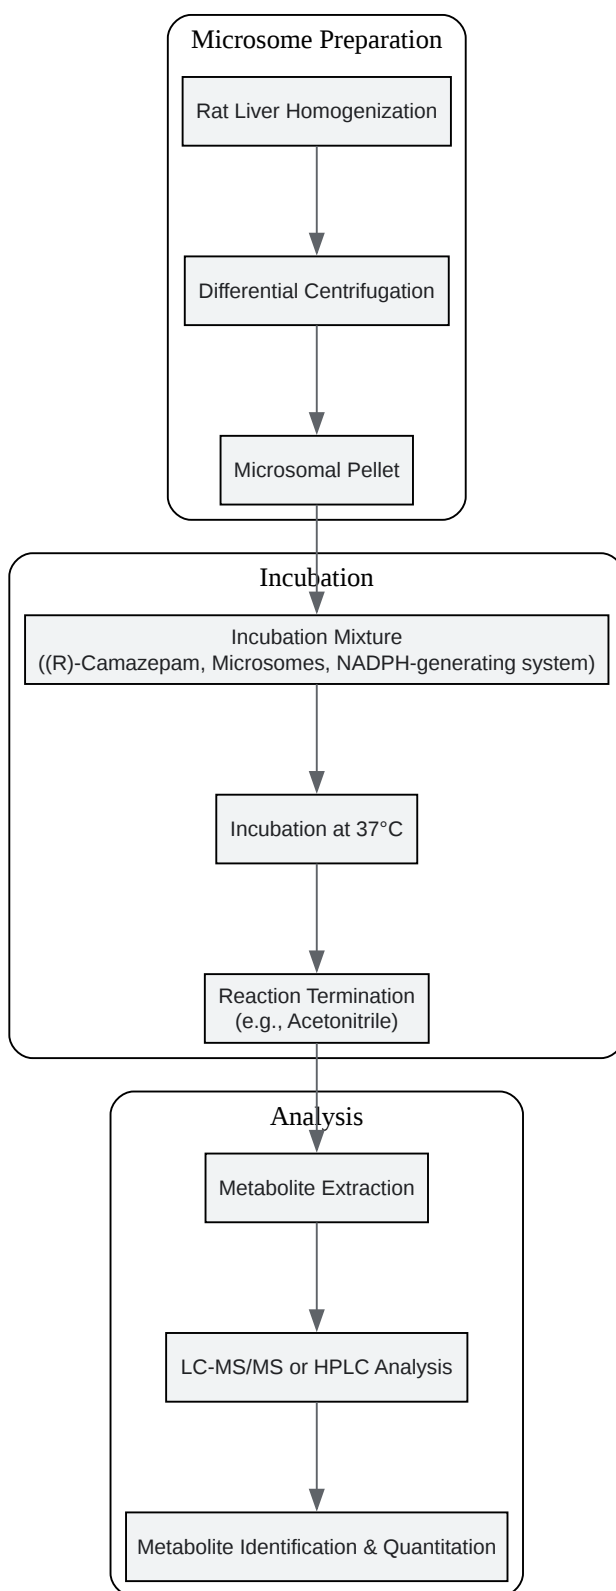 Microsome Preparation
Rat Liver Homogenization
Differential Centrifugation
Microsomal Pellet
Incubation
Incubation Mixture
((R)-Camazepam, Microsomes, NADPH-generating system)
Incubation at 37°C
Reaction Termination
(e.g., Acetonitrile)
Analysis
Metabolite Extraction
LC-MS/MS or HPLC Analysis
Metabolite Identification & Quantitation